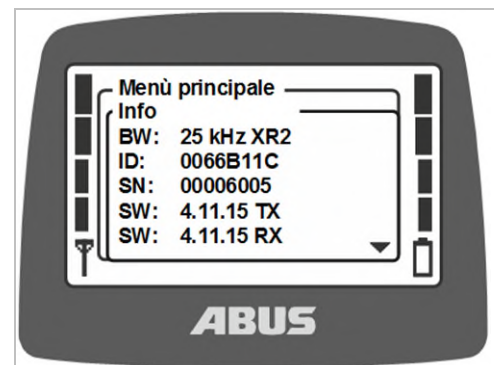 Menù principale
Info
BW: 25 kHz XR2
ID: 0066B11C
SN: 00006005
SW: 4.11.15 TX
SW: 4.11.15 RX
ABUS